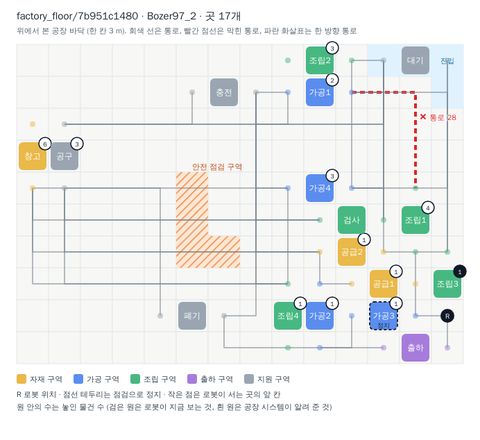 factory_floor/7b951c1480 · Bozer97_2 · 곳 17개
위에서 본 공장 바닥 (한 칸 3 m). 회색 선은 통로, 빨간 점선은 막힌 통로, 파란 화살표는 한 방향 통로
3
조립2
대기
진입
2
충전
가공1
✕ 통로 28
6
창고
3
공구
안전 점검 구역
3
가공4
4
검사
조립1
1
공급2
1
공급1
1
조립3
폐기
1
조립4
1
가공2
1
가공3
정지
R
출하
자재 구역
가공 구역
조립 구역
출하 구역
지원 구역
R 로봇 위치 · 점선 테두리는 점검으로 정지 · 작은 점은 로봇이 서는 곳의 앞 칸
원 안의 수는 놓인 물건 수 (검은 원은 로봇이 지금 보는 것, 흰 원은 공장 시스템이 알려 준 것)